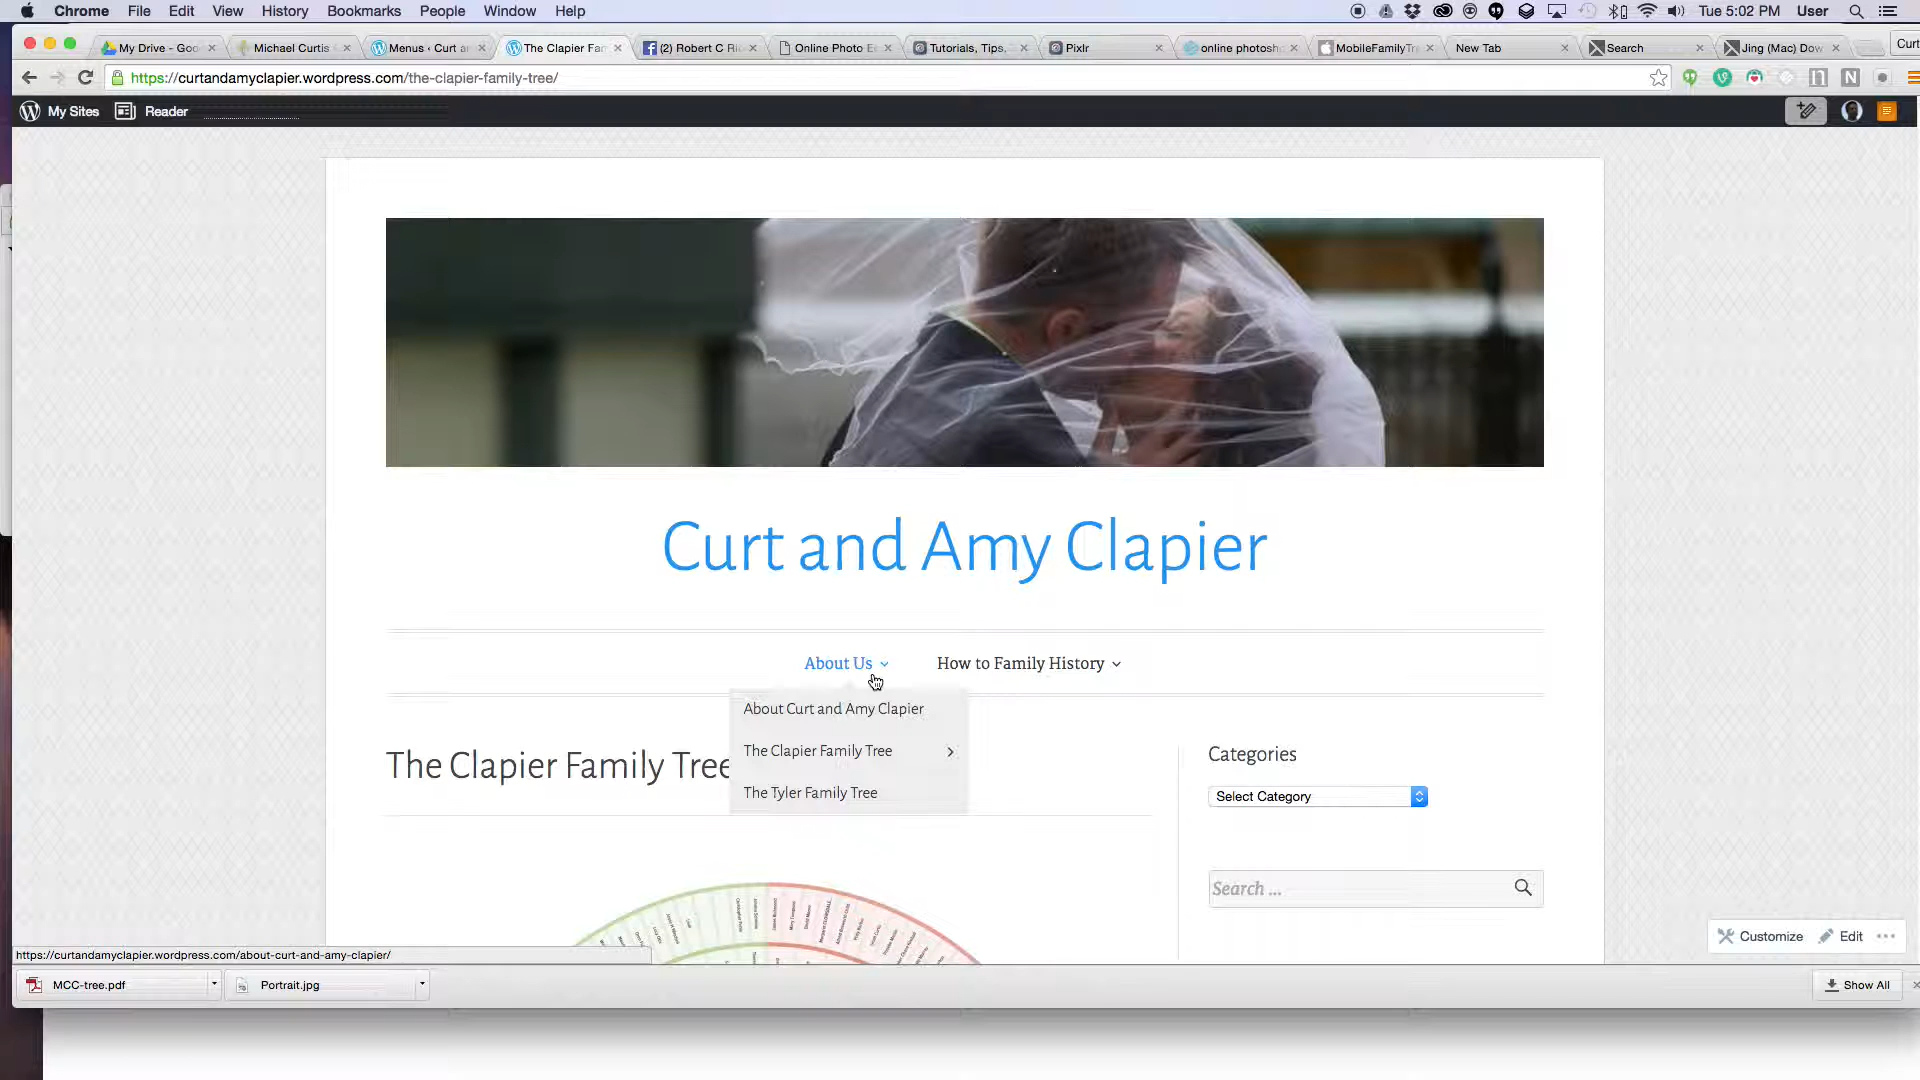 Chrome File Edit View History Bookmarks People Window Help
Tue 5:02 PM User
My Drive - Goo
Michael Curtis
Menus ‹ Curt ar
The Clapier Fam
(2) Robert C Ri
Online Photo E
Tutorials, Tips,
Pixlr
online photosh
MobileFamilyTr
New Tab
Search
Jing (Mac) Dow
Curt
https://curtandamyclapier.wordpress.com/the-clapier-family-tree/
My Sites Reader
Curt and Amy Clapier
About Us How to Family History
About Curt and Amy Clapier
The Clapier Family Tree
The Tyler Family Tree
The Clapier Family Tree
Categories
Select Category
Search ...
Customize Edit
https://curtandamyclapier.wordpress.com/about-curt-and-amy-clapier/
MCC-tree.pdf Portrait.jpg Show All